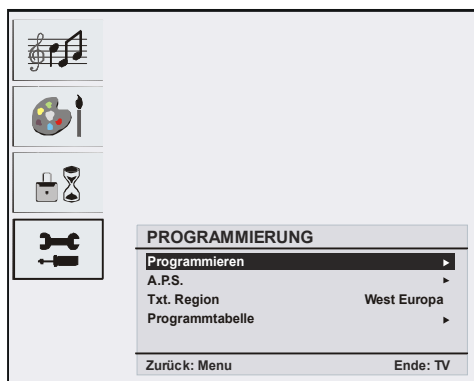 PROGRAMMIERUNG
Programmieren ►
A.P.S. ►
Txt. Region West Europa
Programmtabelle ►
Zurück: Menu Ende: TV